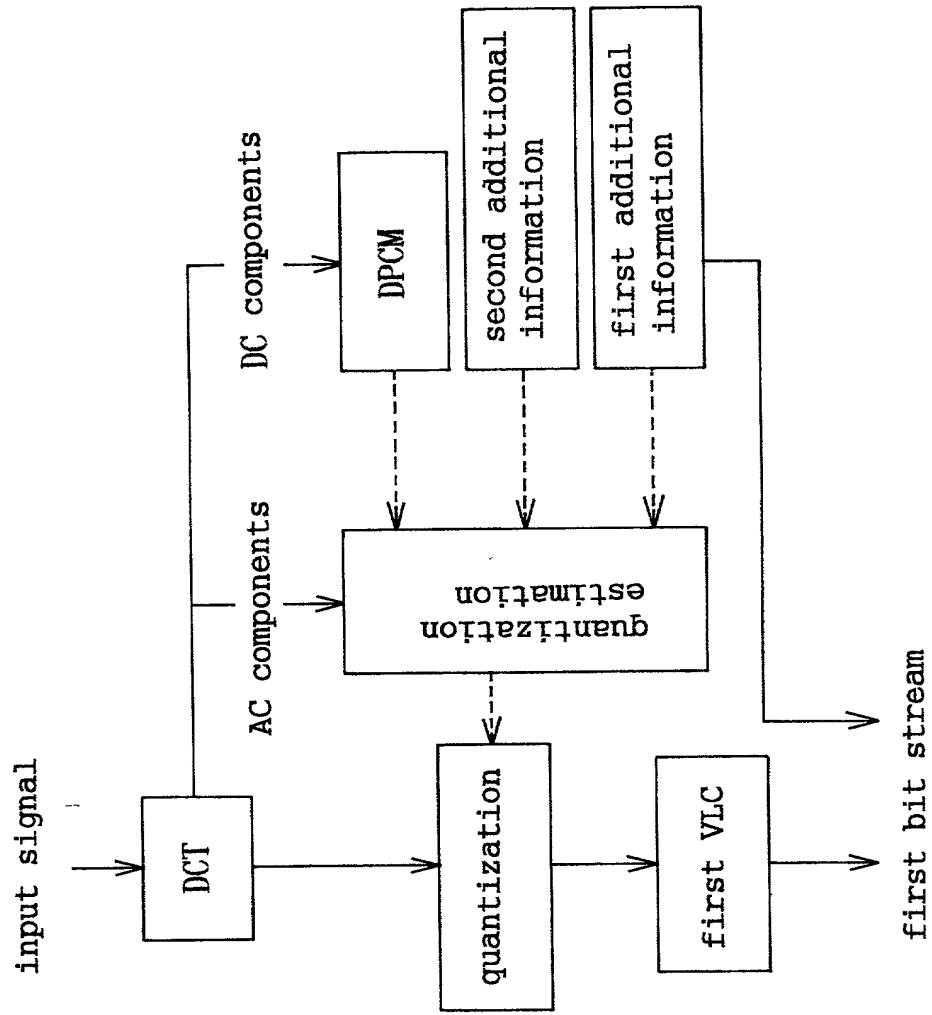 input signal
DCT
DC components
AC components
DPCM
second additional
information
first additional
information
quantization
estimation
quantization
first VLC
first bit stream